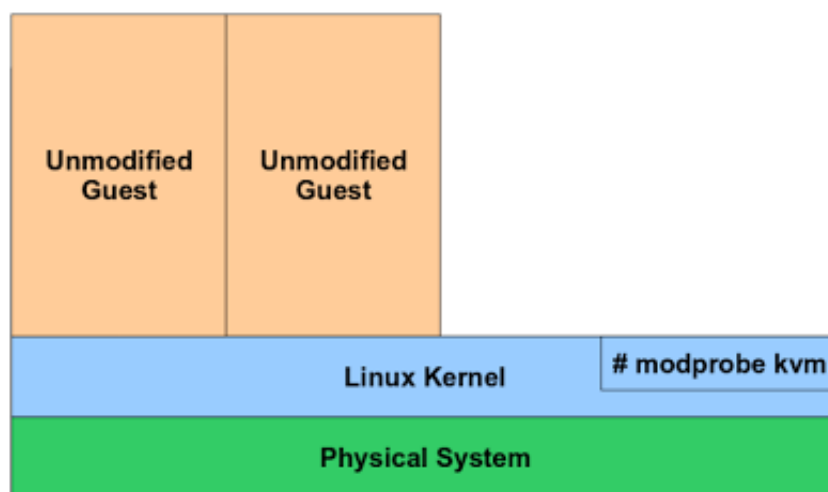 Unmodified
Guest
Unmodified
Guest
Linux Kernel
# modprobe kvm
Physical System